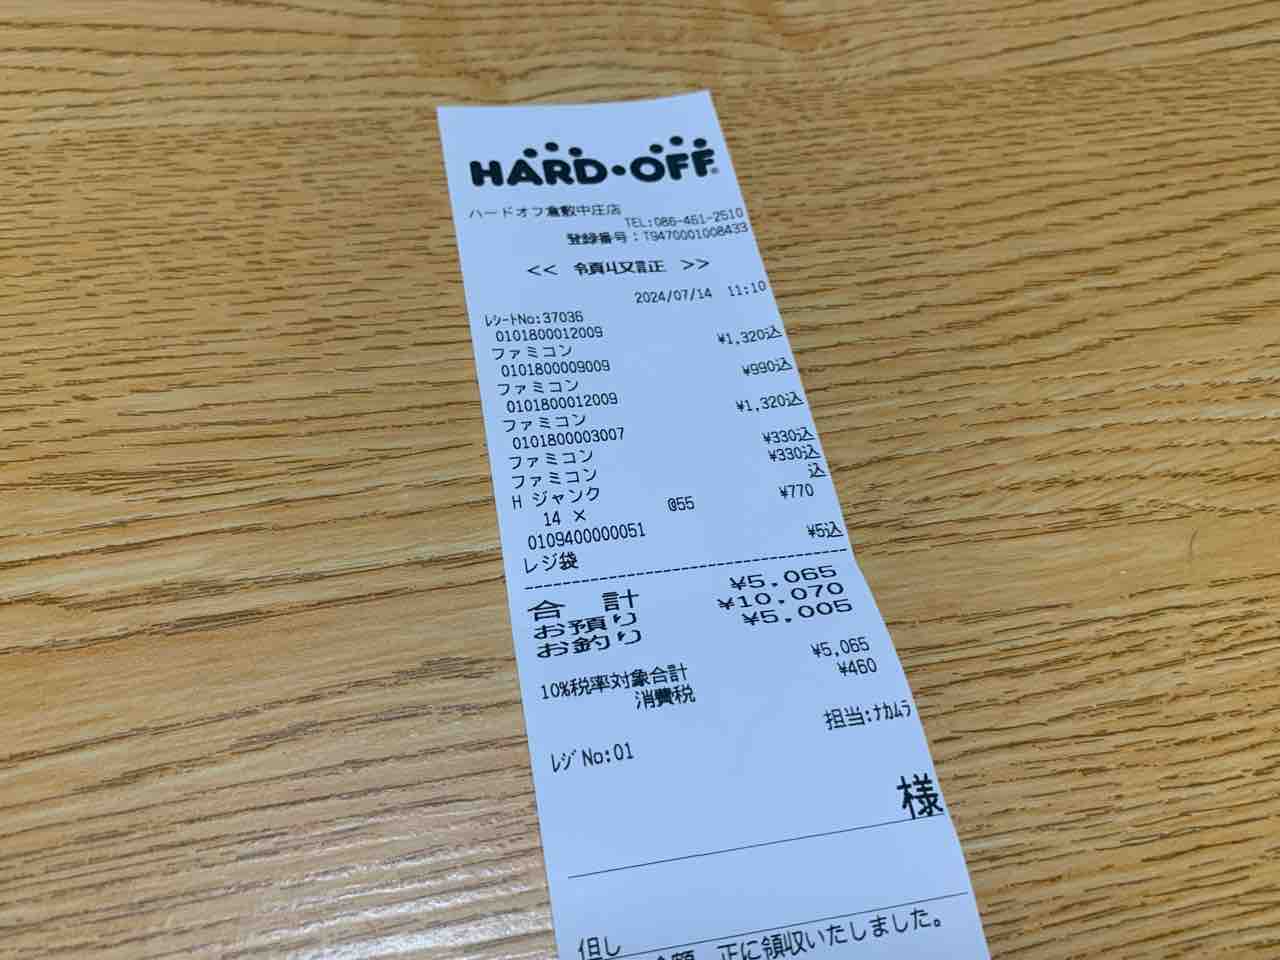 HARD・OFF
ハードオフ倉敷中庄店
TEL:086-461-2510
登録番号:T9470001008433
<< 領収証 >>
2024/07/14 11:10
ﾚｼｰﾄNo:37036
0101800012009
ファミコン ¥1,320込
0101800009009
ファミコン ¥990込
0101800012009
ファミコン ¥1,320込
0101800003007
ファミコン ¥330込
ファミコン ¥330込
H ジャンク 込
14 × @55 ¥770
0109400000051
レジ袋 ¥5込
合 計 ¥5,065
お預り ¥10,070
お釣り ¥5,005
10%税率対象合計 ¥5,065
消費税 ¥460
担当:ﾅｶﾑﾗ
ﾚｼﾞNo:01
様
但し
金額 正に領収いたしました。